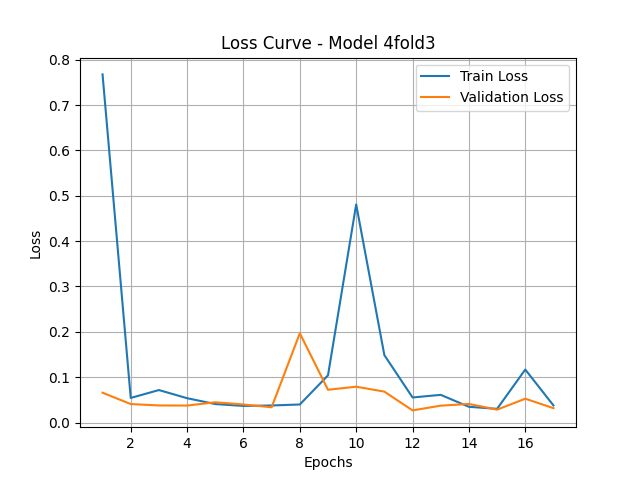 Loss Curve - Model 4fold3
Train Loss
Validation Loss
0.8
0.7
0.6
0.5
0.4
0.3
0.2
0.1
0.0
Loss
2 4 6 8 10 12 14 16
Epochs